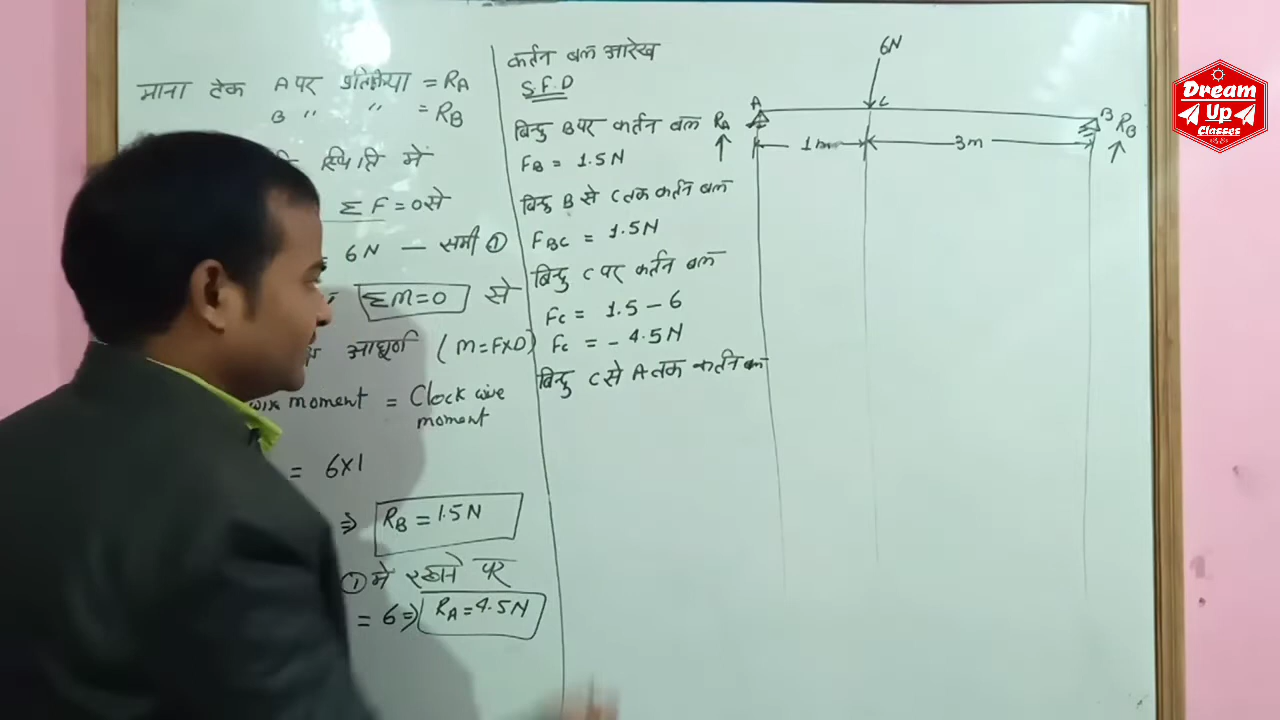 माना टेक A पर प्रतिक्रिया = RA
B " " = RB
स्थिति में
ΣF = 0 से
6N — समी ①
ΣM=0 से
आघूर्ण (M=F×D)
moment = Clock wise
moment
= 6×1
⇒ RB = 1.5N
① में रखने पर
= 6 ⇒ RA = 4.5N
कर्तन बल आरेख
S.F.D
बिन्दु B पर कर्तन बल
FB = 1.5N
बिन्दु B से C तक कर्तन बल
FBC = 1.5N
बिन्दु C पर कर्तन बल
Fc = 1.5 – 6
Fc = – 4.5N
बिन्दु C से A तक कर्तन बल
6N
A C B
RA RB
1m 3m
Dream
Up
Classes